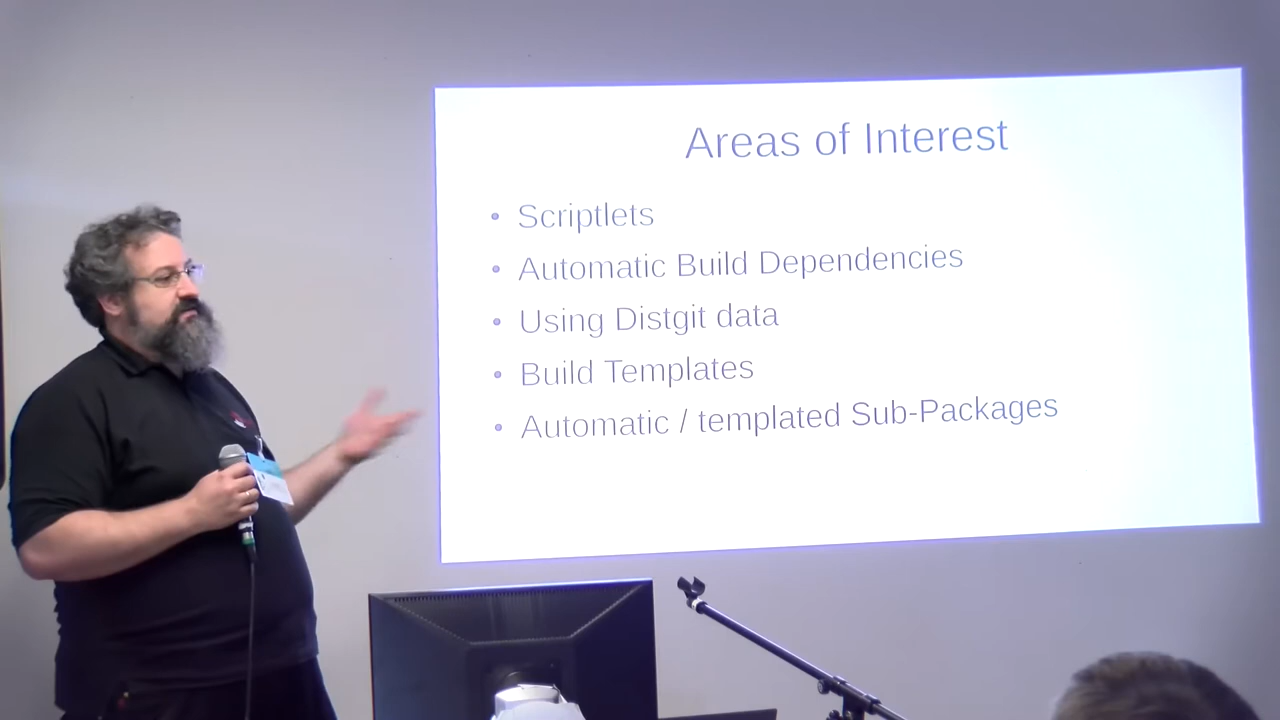 Areas of Interest
• Scriptlets
• Automatic Build Dependencies
• Using Distgit data
• Build Templates
• Automatic / templated Sub-Packages